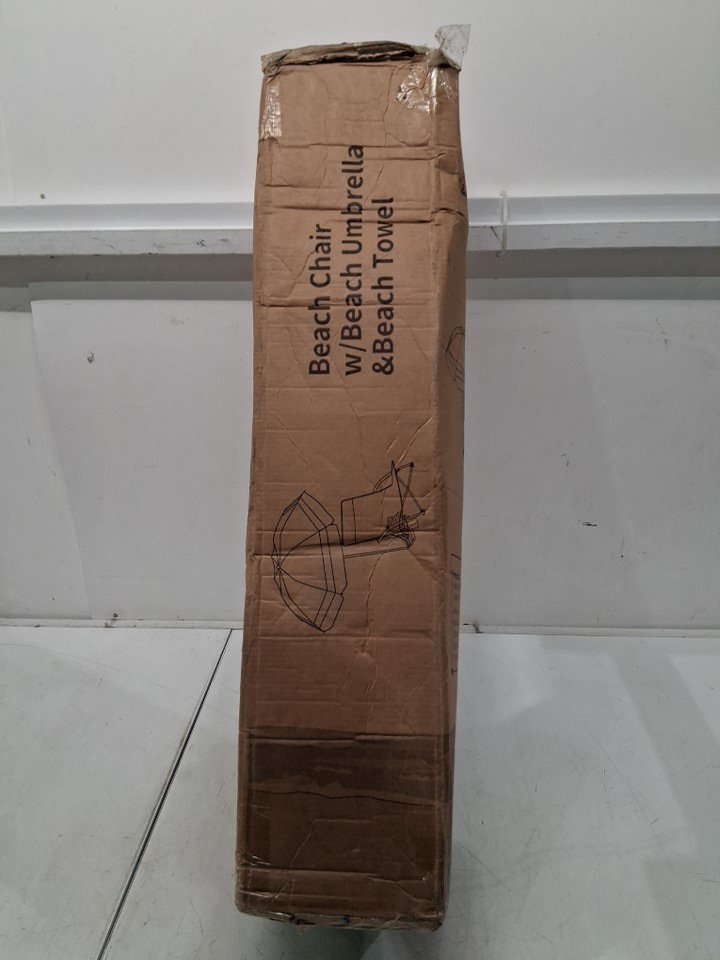 Beach Chair
w/Beach Umbrella
&Beach Towel